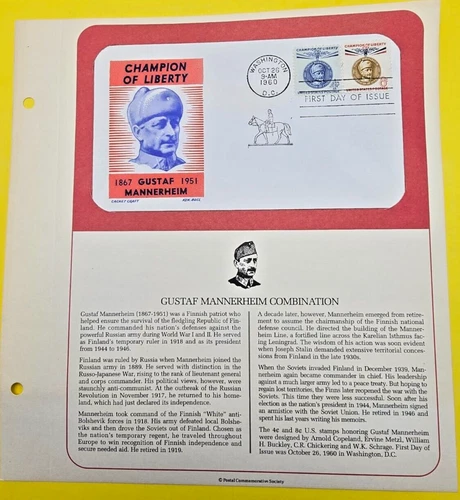 CHAMPION
OF LIBERTY
1867 GUSTAF 1951
MANNERHEIM
WASHINGTON
OCT 26
9-AM
1960
D.C.
FIRST DAY OF ISSUE
CHAMPION OF LIBERTY
CHAMPION OF LIBERTY
GUSTAF MANNERHEIM COMBINATION
Gustaf Mannerheim (1867-1951) was a Finnish patriot who
helped ensure the survival of the fledgling Republic of Fin-
land. He commanded his nation's defenses against the
powerful Russian army during World War I and II. He served
as Finland's temporary ruler in 1918 and as its president
from 1944 to 1946.
Finland was ruled by Russia when Mannerheim joined the
Russian army in 1889. He served with distinction in the
Russo-Japanese War, rising to the rank of lieutenant general
and corps commander. His political views, however, were
staunchly anti-communist. At the outbreak of the Russian
Revolution in November 1917, he returned to his home-
land, which had just declared its independence.
Mannerheim took command of the Finnish "White" anti-
Bolshevik forces in 1918. His army defeated local Bolshe-
viks and then drove the Soviets out of Finland. Chosen as
the nation's temporary regent, he traveled throughout
Europe to win recognition of Finnish independence and
secure needed aid. He retired in 1919.
A decade later, however, Mannerheim emerged from retire-
ment to assume the chairmanship of the Finnish national
defense council. He directed the building of the Manner-
heim Line, a fortified line across the Karelian Isthmus fac-
ing Leningrad. The wisdom of his action was soon evident
when Joseph Stalin demanded extensive territorial conces-
sions from Finland in the late 1930s.
When the Soviets invaded Finland in December 1939, Man-
nerheim again became commander in chief. His leadership
against a much larger army led to a peace treaty. But hoping to
regain lost territories, the Finns later reopened the war with the
Soviets. This time they were less successful. Soon after his
election as the nation's president in 1944, Mannerheim signed
an armistice with the Soviet Union. He retired in 1946 and
spent his last years writing his memoirs.
The 4c and 8c U.S. stamps honoring Gustaf Mannerheim
were designed by Arnold Copeland, Ervine Metzl, William
H. Buckley, C.R. Chickering and W.K. Schrage. First Day of
Issue was October 26, 1960 in Washington, D.C.
© Postal Commemorative Society